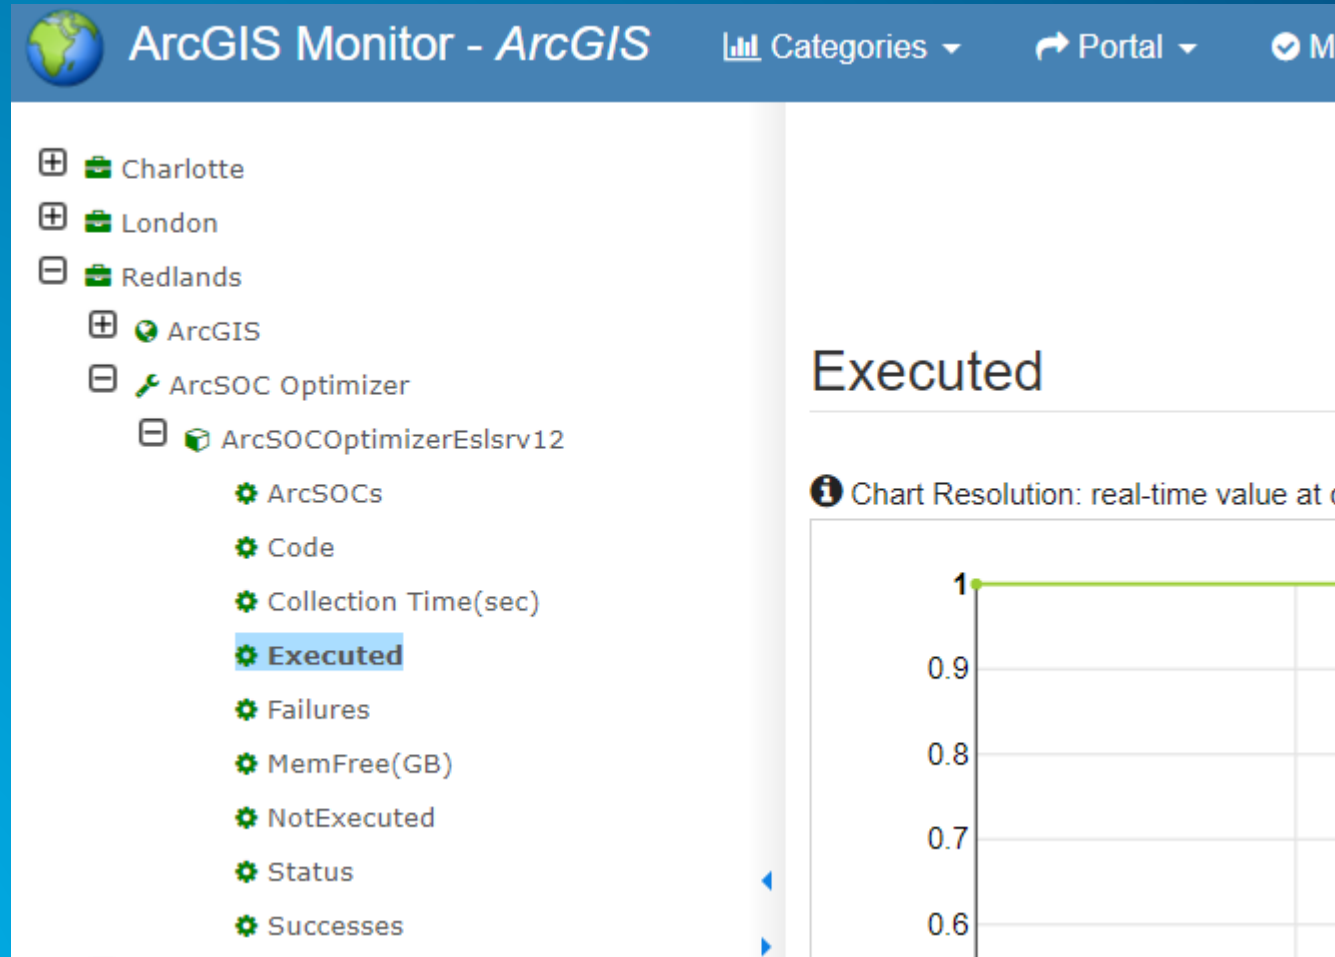 ArcGIS Monitor - ArcGIS Categories Portal
Charlotte
London
Redlands
ArcGIS
ArcSOC Optimizer
ArcSOCOptimizerEslsrv12
ArcSOCs
Code
Collection Time(sec)
Executed
Failures
MemFree(GB)
NotExecuted
Status
Successes
Executed
Chart Resolution: real-time value at
1
0.9
0.8
0.7
0.6